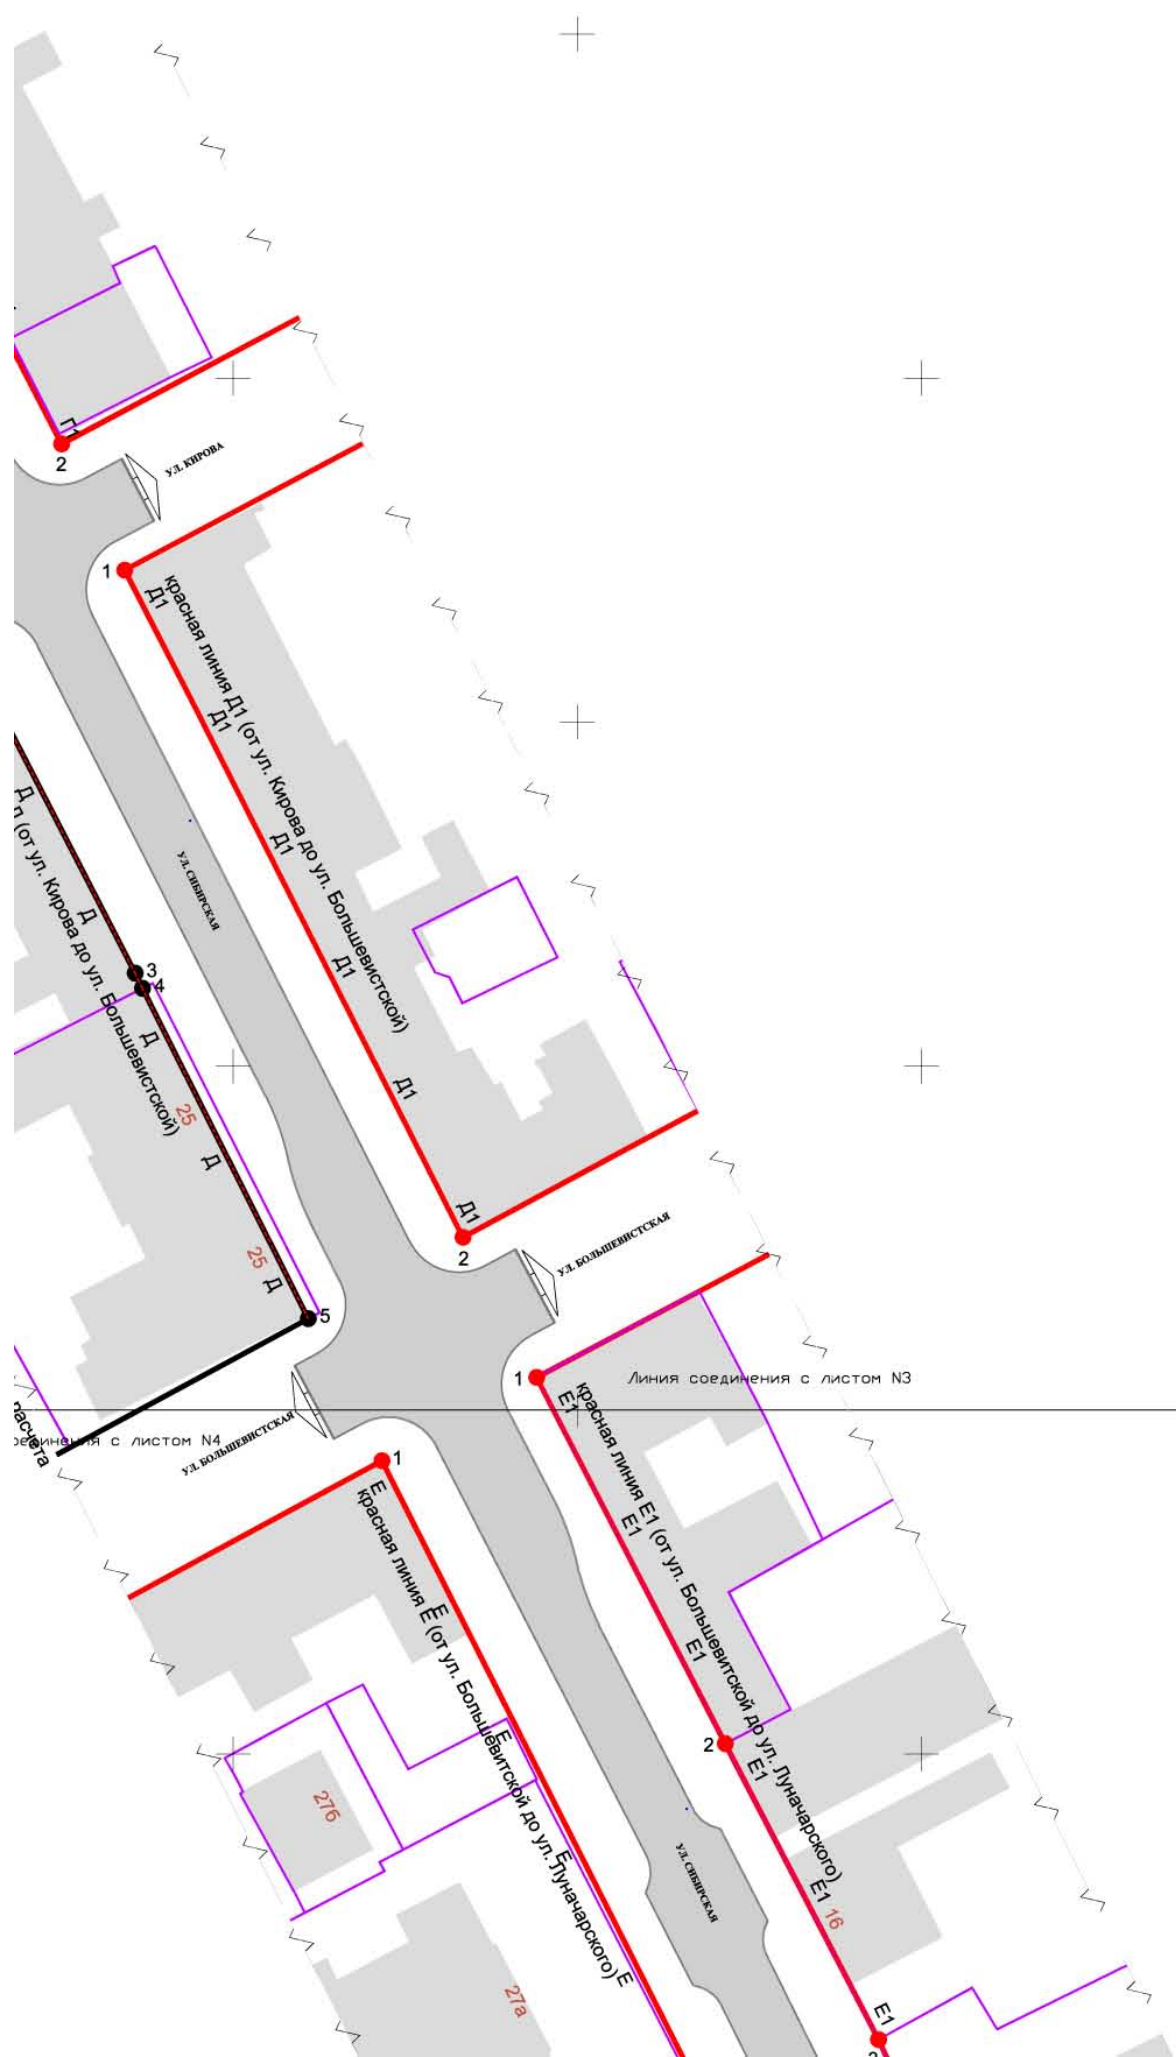 Г1
2
УЛ. КИРОВА
1
Д1
красная линия Д1 (от ул. Кирова до ул. Большевистской)
Д1
Д1
Д1
Д1
Д1
2
УЛ. СИБИРСКАЯ
Д
(от ул. Кирова до ул. Большевистской)
Д
3
4
Д
25
Д
25
Д
5
УЛ. БОЛЬШЕВИСТСКАЯ
1
Линия соединения с листом N3
расчета
с листом N4
УЛ. БОЛЬШЕВИСТСКАЯ
1
Е
красная линия Е (от ул. Большевитской до ул. Луначарского)
Е
Е
Е
Е
Е1
красная линия Е1 (от ул. Большевитской до ул. Луначарского)
Е1
Е1
2
Е1
276
УЛ. СИБИРСКАЯ
Е1
16
27а
Е1